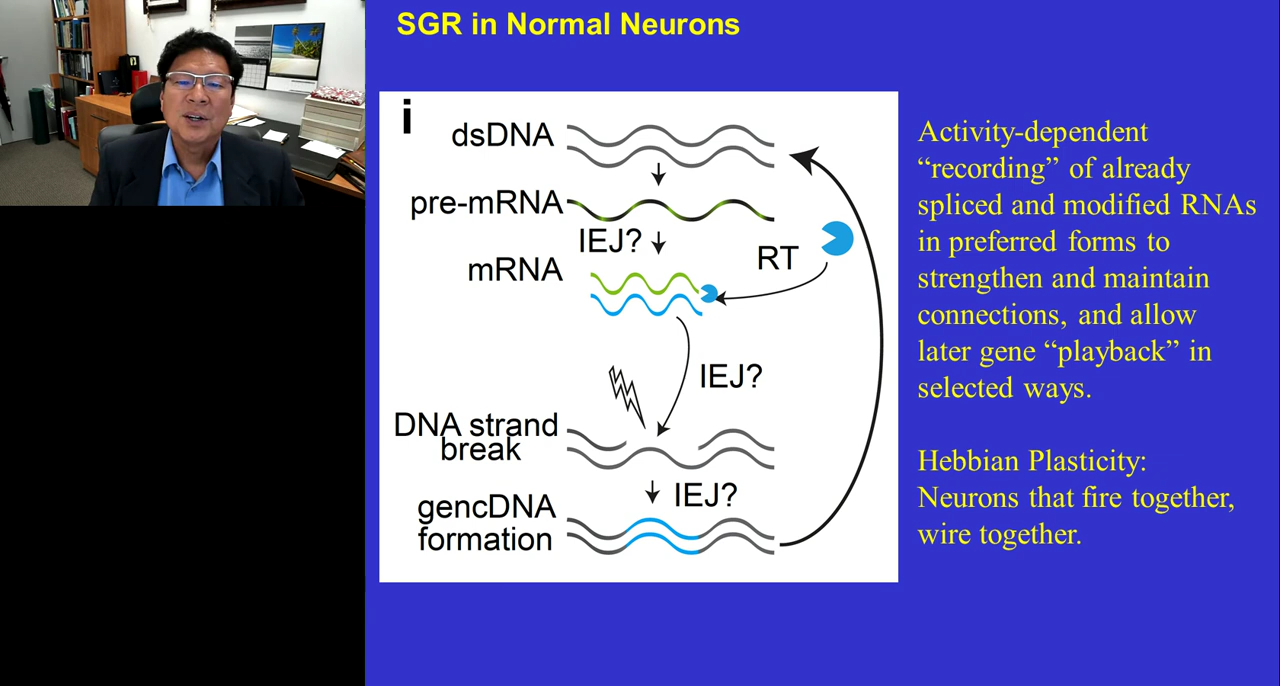 SGR in Normal Neurons
i
dsDNA
pre-mRNA
IEJ?
mRNA
RT
IEJ?
DNA strand
break
IEJ?
gencDNA
formation
Activity-dependent
“recording” of already
spliced and modified RNAs
in preferred forms to
strengthen and maintain
connections, and allow
later gene “playback” in
selected ways.
Hebbian Plasticity:
Neurons that fire together,
wire together.